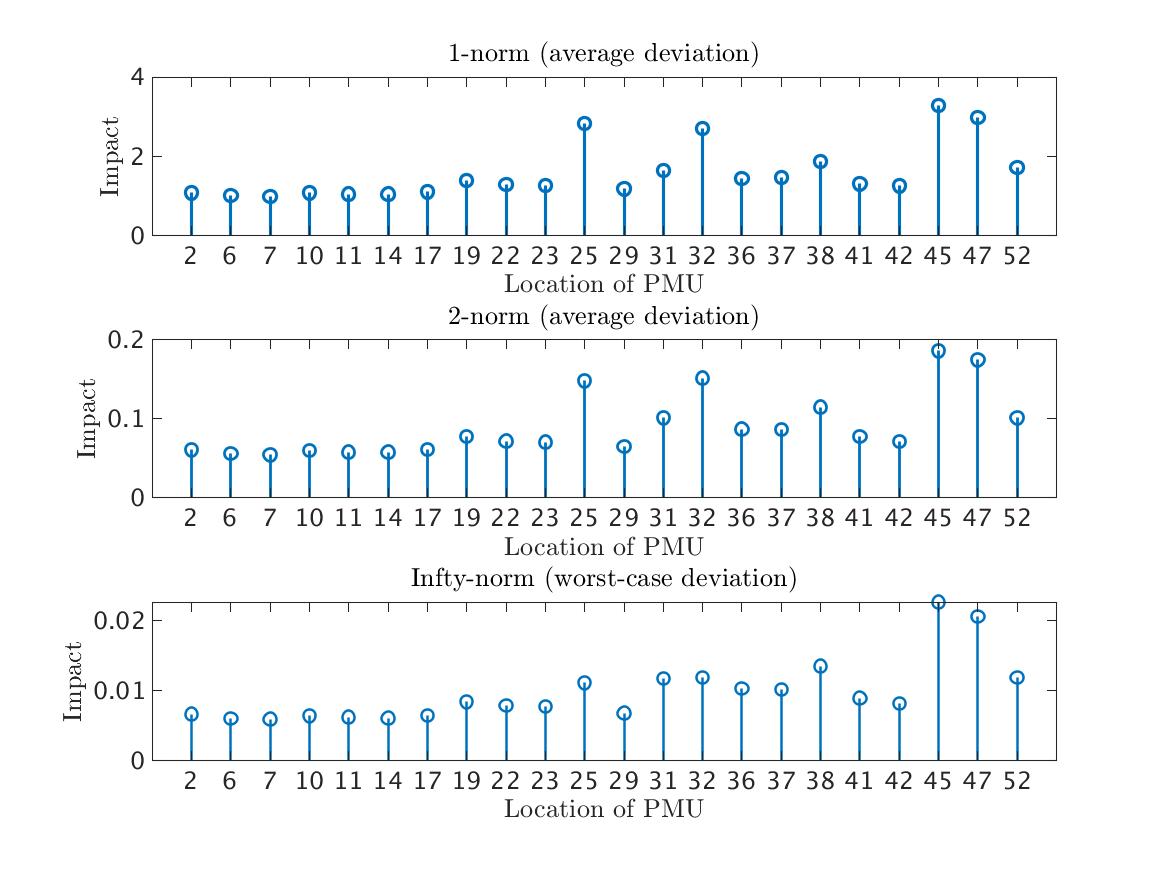 1-norm (average deviation)
4
2
0
Impact
2 6 7 10 11 14 17 19 22 23 25 29 31 32 36 37 38 41 42 45 47 52
Location of PMU
2-norm (average deviation)
0.2
0.1
0
Impact
2 6 7 10 11 14 17 19 22 23 25 29 31 32 36 37 38 41 42 45 47 52
Location of PMU
Infty-norm (worst-case deviation)
0.02
0.01
0
Impact
2 6 7 10 11 14 17 19 22 23 25 29 31 32 36 37 38 41 42 45 47 52
Location of PMU